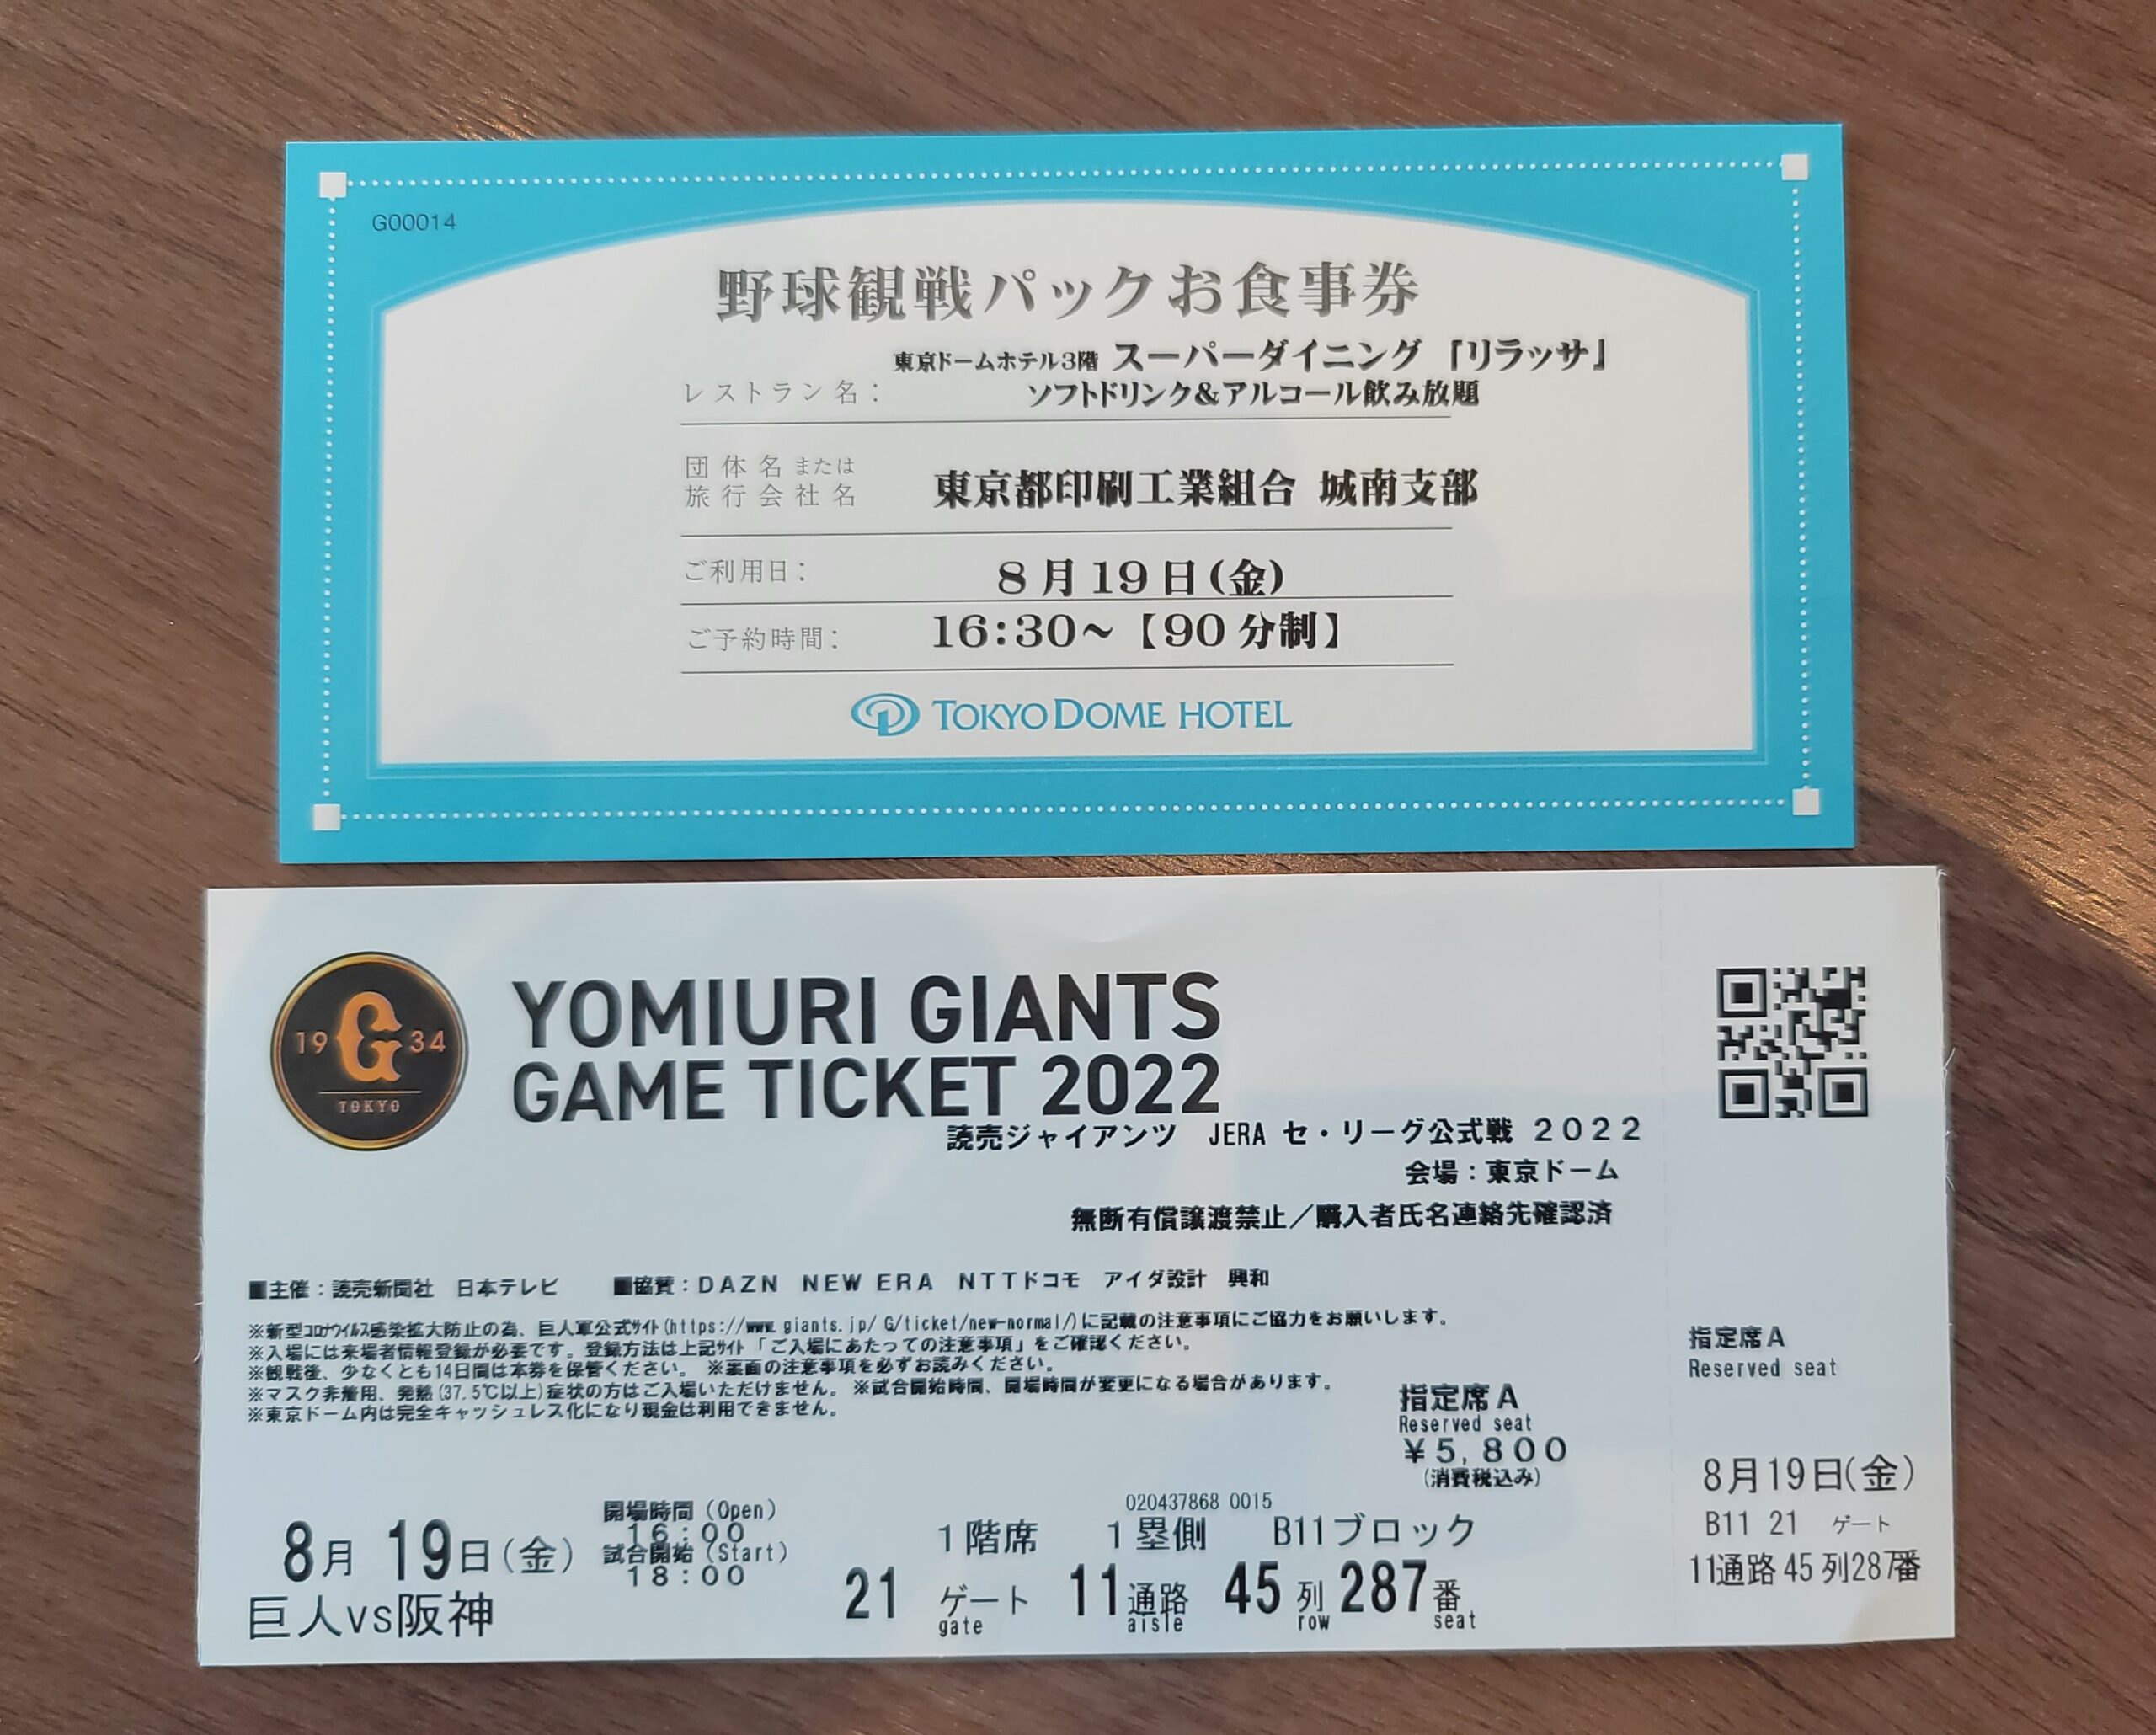 G00014
野球観戦パックお食事券
東京ドームホテル3階 スーパーダイニング『リラッサ』
レストラン名： ソフトドリンク&アルコール飲み放題
団体名または
旅行会社名
東京都印刷工業組合 城南支部
ご利用日： 8月19日(金)
ご予約時間： 16:30～【90分制】
TOKYO DOME HOTEL
19 G 34
TOKYO
YOMIURI GIANTS
GAME TICKET 2022
読売ジャイアンツ JERA セ・リーグ公式戦 2022
会場：東京ドーム
無断有償譲渡禁止／購入者氏名連絡先確認済
■主催：読売新聞社 日本テレビ ■協賛：DAZN NEW ERA NTTドコモ アイダ設計 興和
※新型コロナウイルス感染拡大防止の為、巨人軍公式サイト(https://www.giants.jp/G/ticket/new-normal/)に記載の注意事項にご協力をお願いします。
※入場には来場者情報登録が必要です。登録方法は上記サイト「ご入場にあたっての注意事項」をご確認ください。
※観戦後、少なくとも14日間は本券を保管ください。 ※裏面の注意事項を必ずお読みください。
※マスク非着用、発熱(37.5℃以上)症状の方はご入場いただけません。※試合開始時間、開場時間が変更になる場合があります。
※東京ドーム内は完全キャッシュレス化になり現金は利用できません。
指定席A
Reserved seat
¥5,800
(消費税込み)
020437868 0015
8月 19日(金)
開場時間(Open)
16:00
試合開始(Start)
18:00
巨人vs阪神
1階席 1塁側 B11ブロック
21 ゲート 11通路 45列 287番
gate aisle row seat
指定席A
Reserved seat
8月19日(金)
B11 21 ゲート
11通路 45列287番